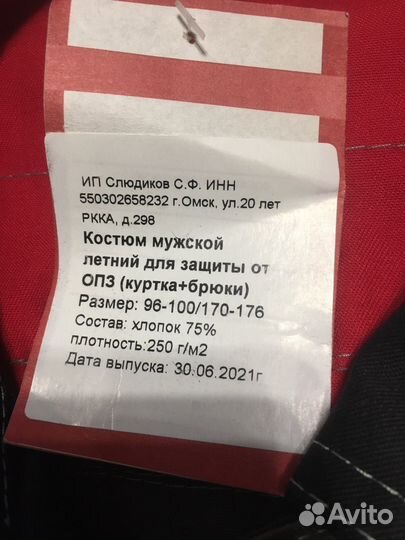 ИП Слюдиков С.Ф. ИНН
550302658232 г.Омск, ул.20 лет
РККА, д.298
Костюм мужской
летний для защиты от
ОПЗ (куртка+брюки)
Размер: 96-100/170-176
Состав: хлопок 75%
плотность:250 г/м2
Дата выпуска: 30.06.2021г
Avito